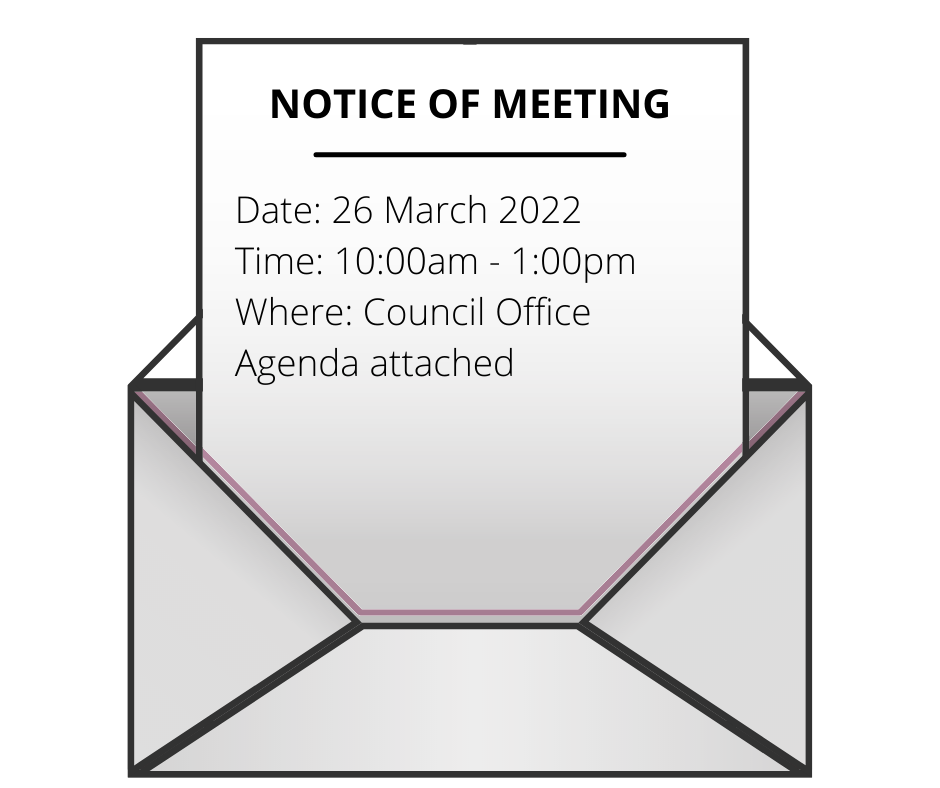 NOTICE OF MEETING
Date: 26 March 2022
Time: 10:00am - 1:00pm
Where: Council Office
Agenda attached